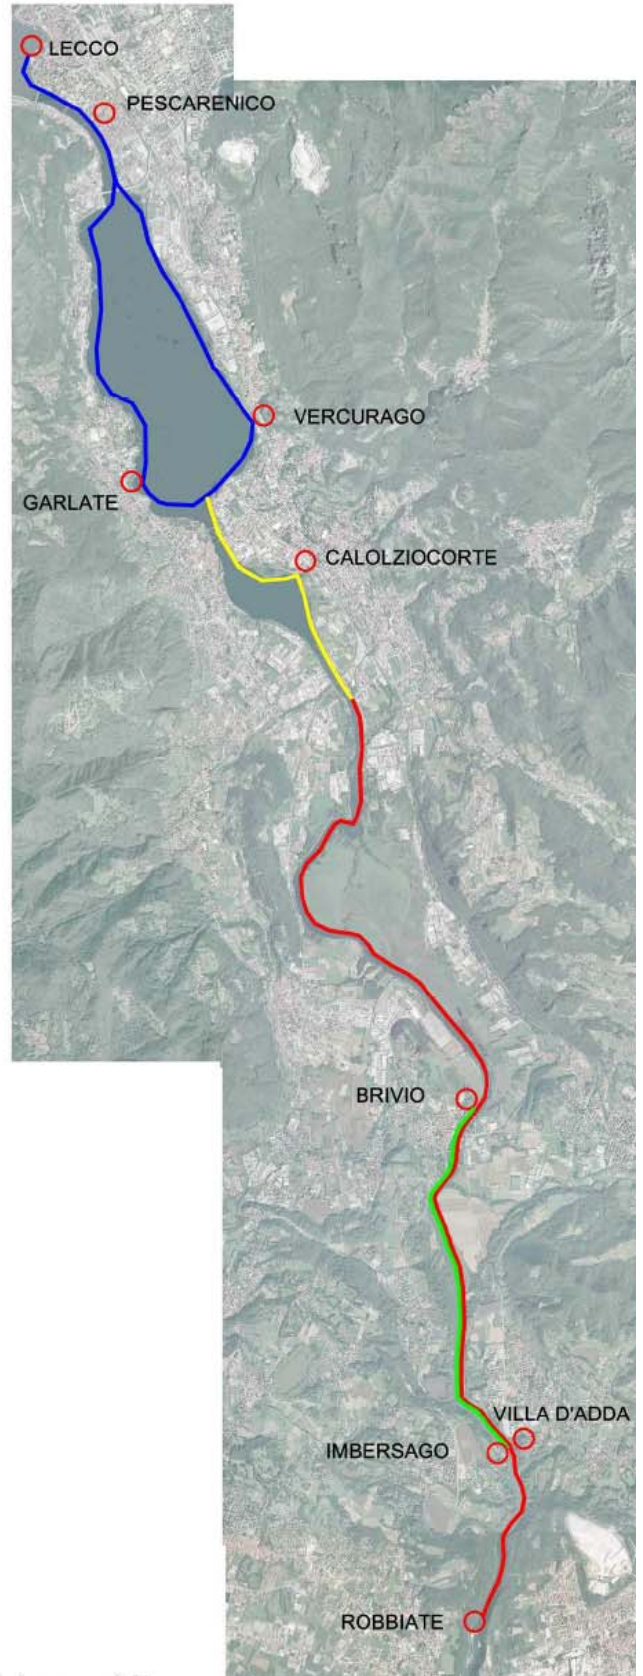 LECCO
PESCARENICO
VERCURAGO
GARLATE
CALOLZIOCORTE
BRIVIO
VILLA D'ADDA
IMBERSAGO
ROBBIATE